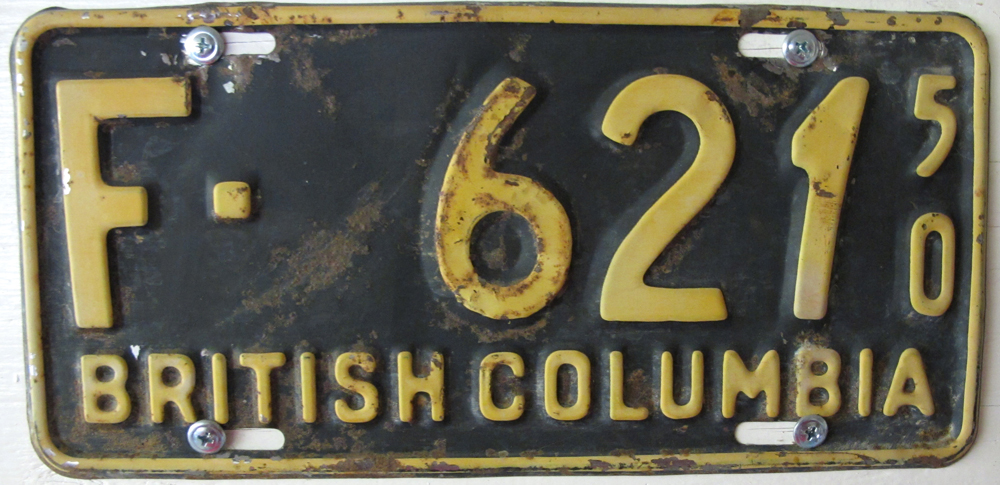 F· 621 50
BRITISH COLUMBIA